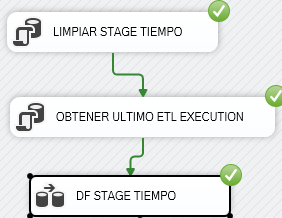 LIMPIAR STAGE TIEMPO
OBTENER ULTIMO ETL EXECUTION
DF STAGE TIEMPO